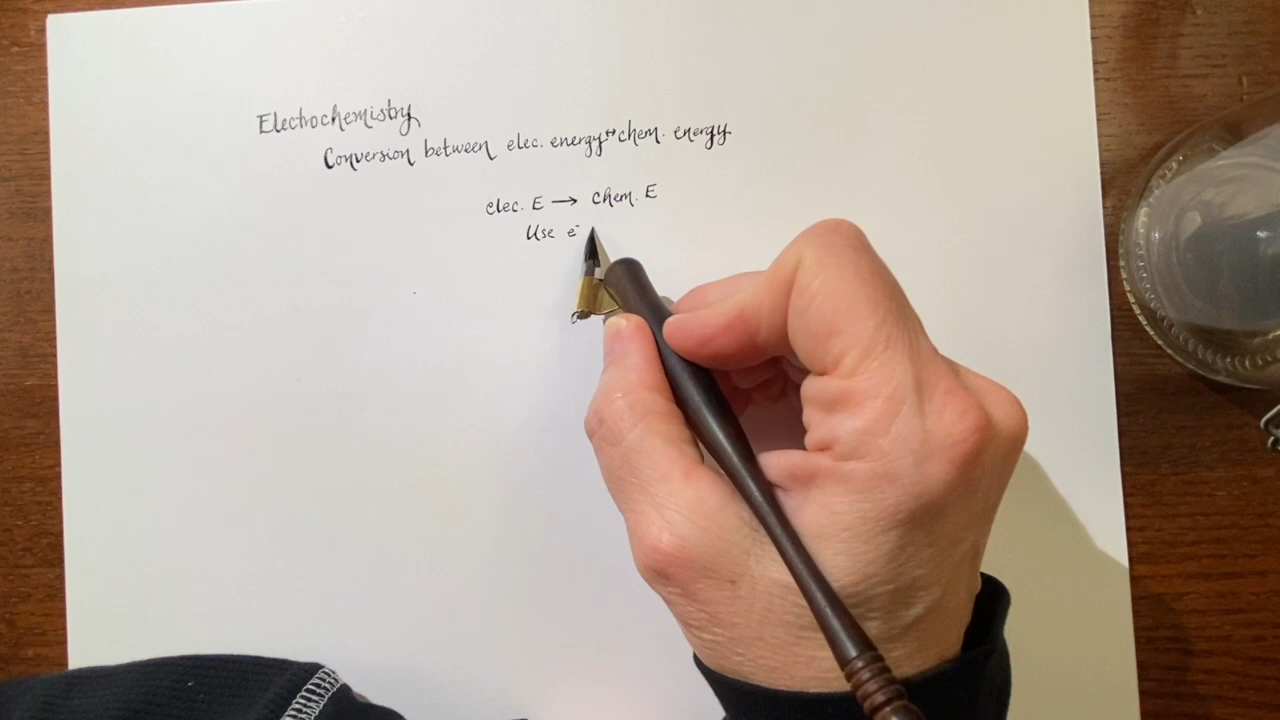 Electrochemistry
Conversion between elec. energy ↔ chem. energy
elec. E → chem. E
Use e⁻